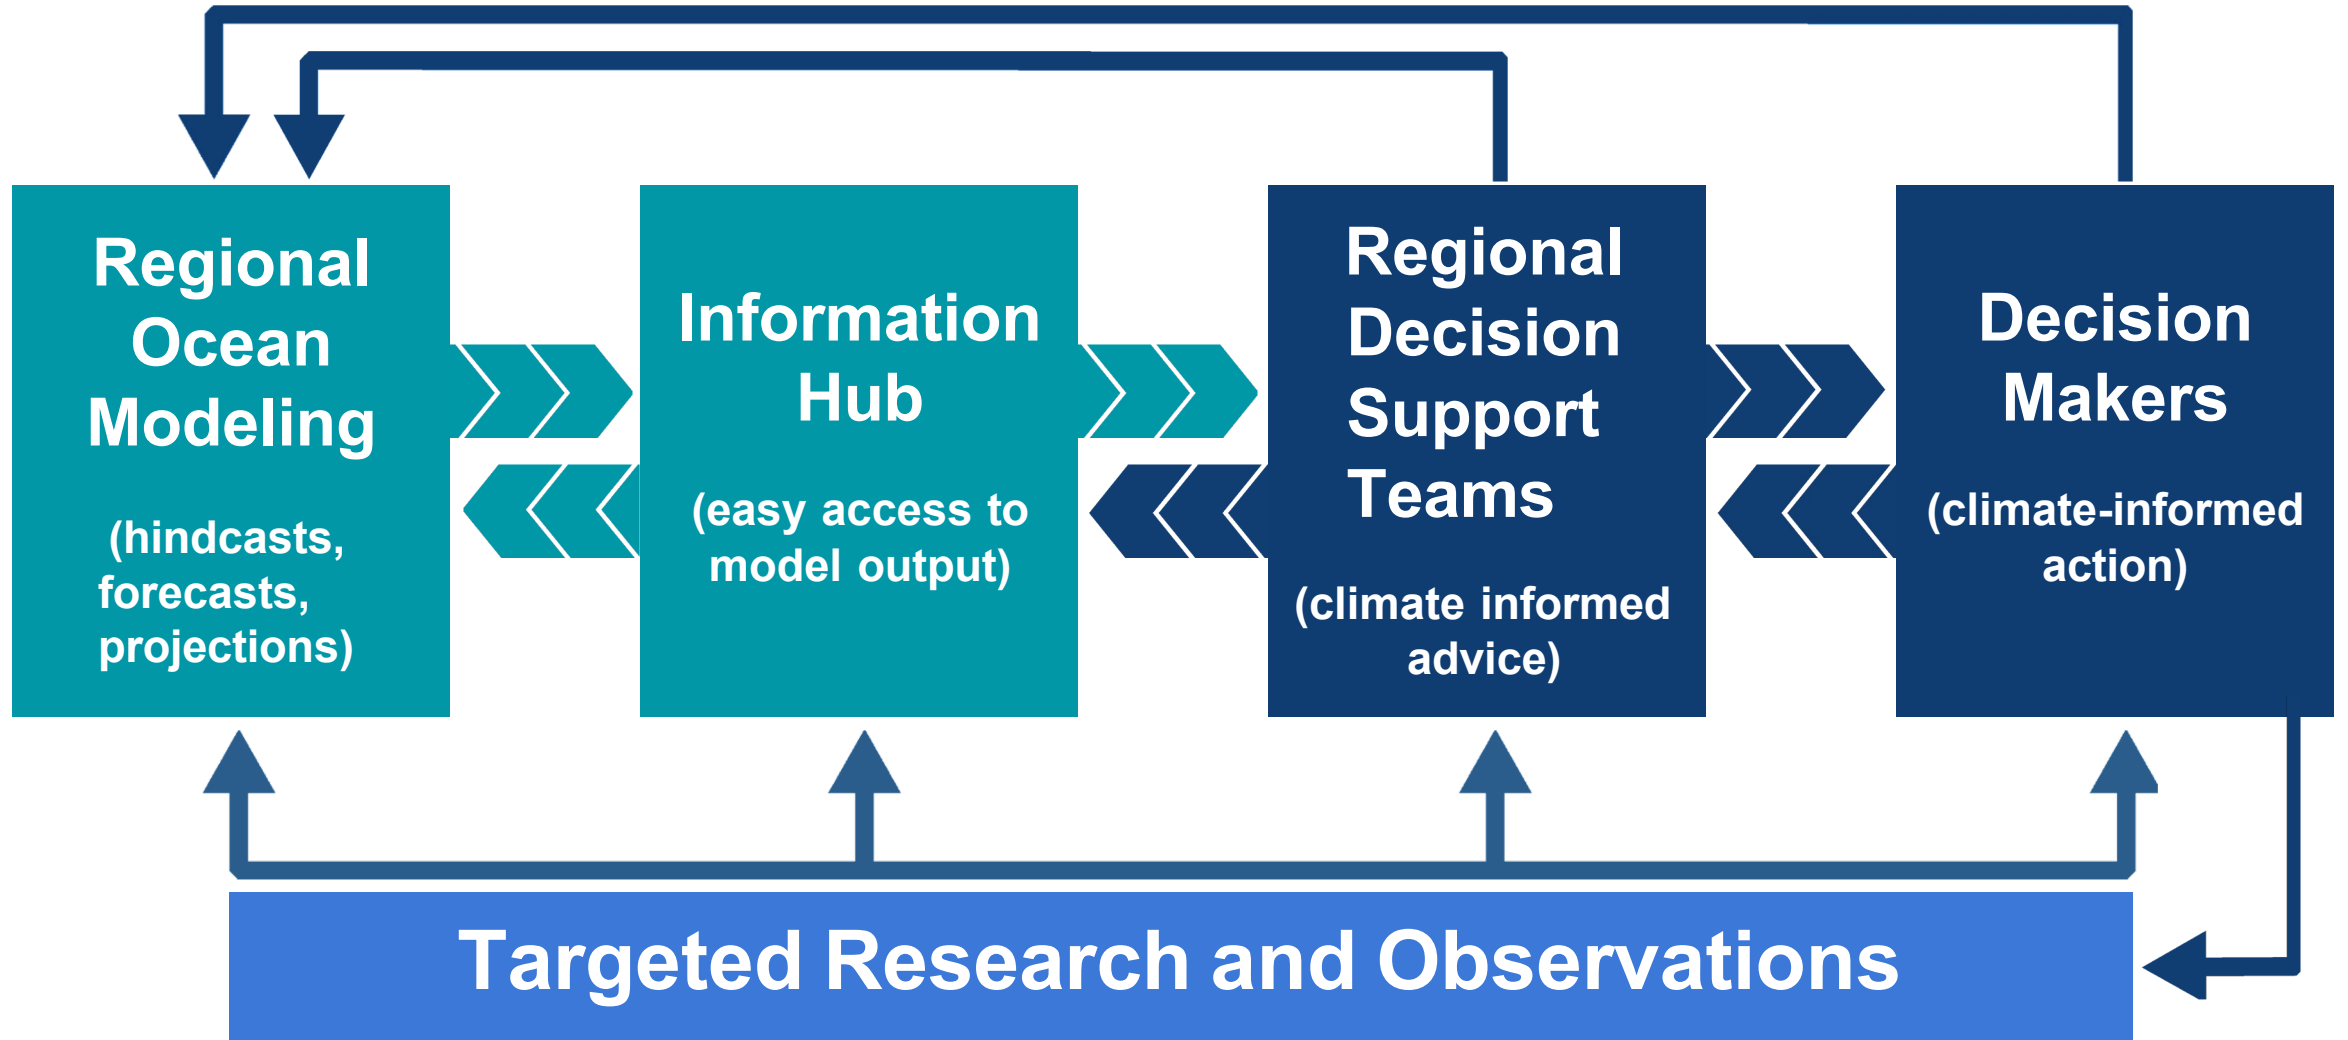 Regional
Ocean
Modeling
(hindcasts,
forecasts,
projections)
Information
Hub
(easy access to
model output)
Regional
Decision
Support
Teams
(climate informed
advice)
Decision
Makers
(climate-informed
action)
Targeted Research and Observations